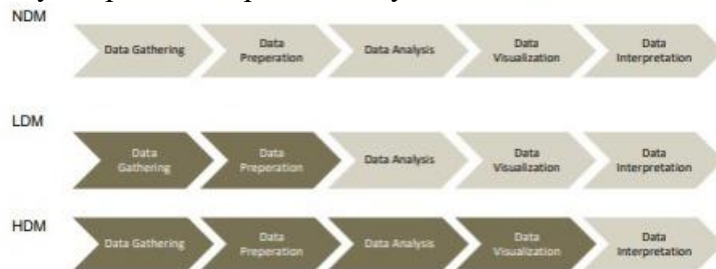 NDM
Data Gathering
Data
Preperation
Data Analysis
Data
Visualization
Data
Interpretation
LDM
Data
Gathering
Data
Preperation
Data Analysis
Data
Visualization
Data
Interpretation
HDM
Data Gathering
Data
Preperation
Data Analysis
Data
Visualization
Data
Interpretation